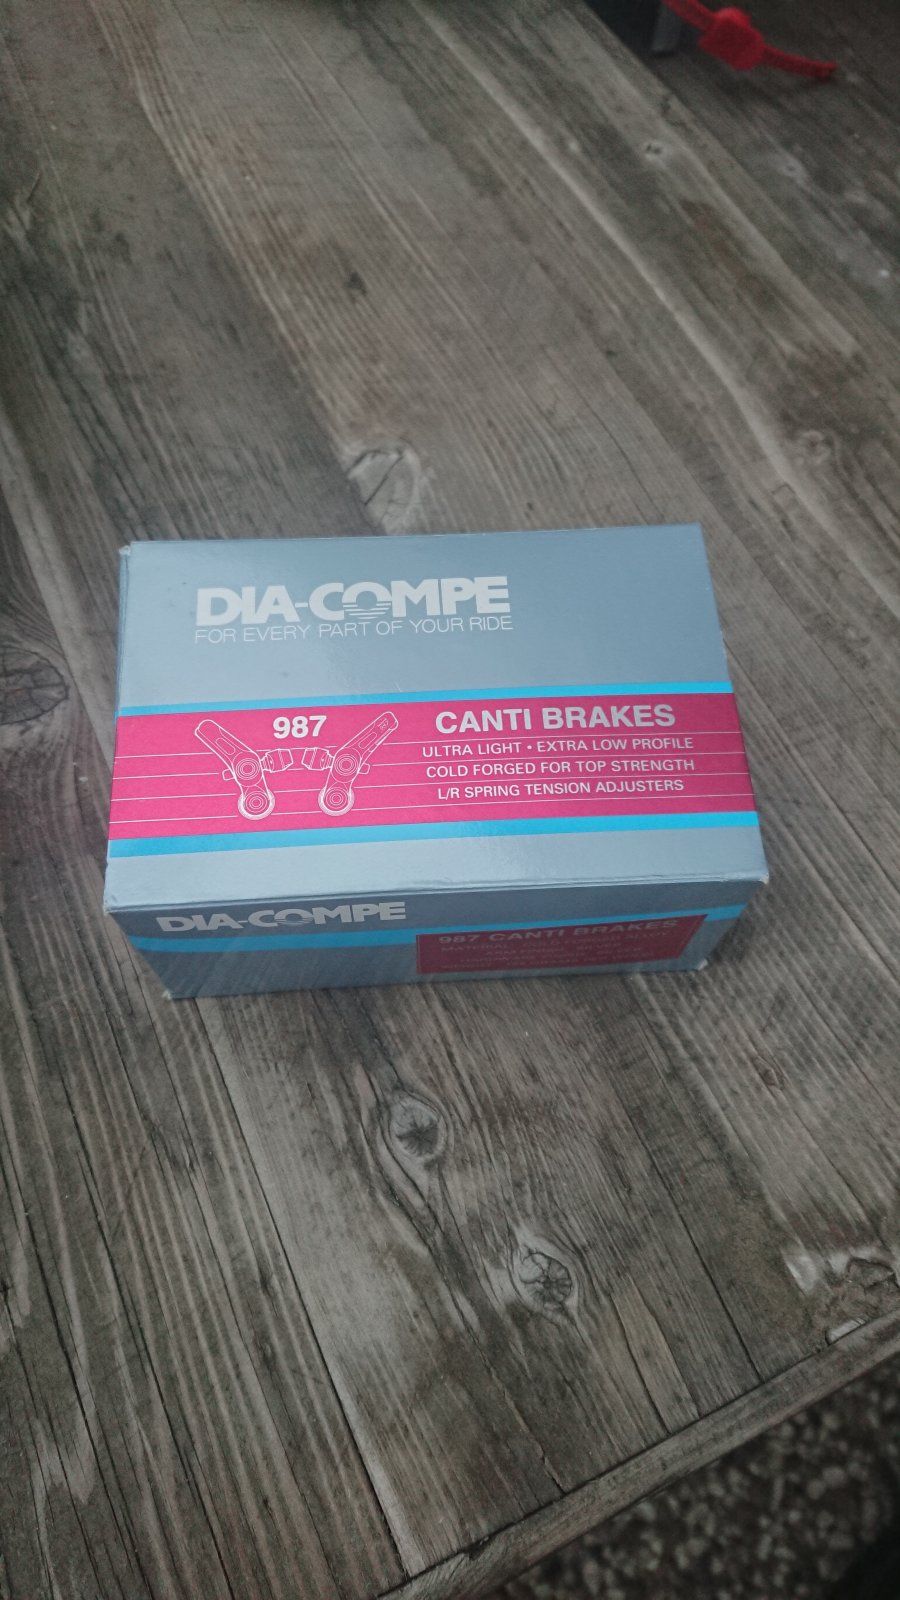 DIA-COMPE
FOR EVERY PART OF YOUR RIDE
987
CANTI BRAKES
ULTRA LIGHT • EXTRA LOW PROFILE
COLD FORGED FOR TOP STRENGTH
L/R SPRING TENSION ADJUSTERS
DIA-COMPE
987 CANTI BRAKES